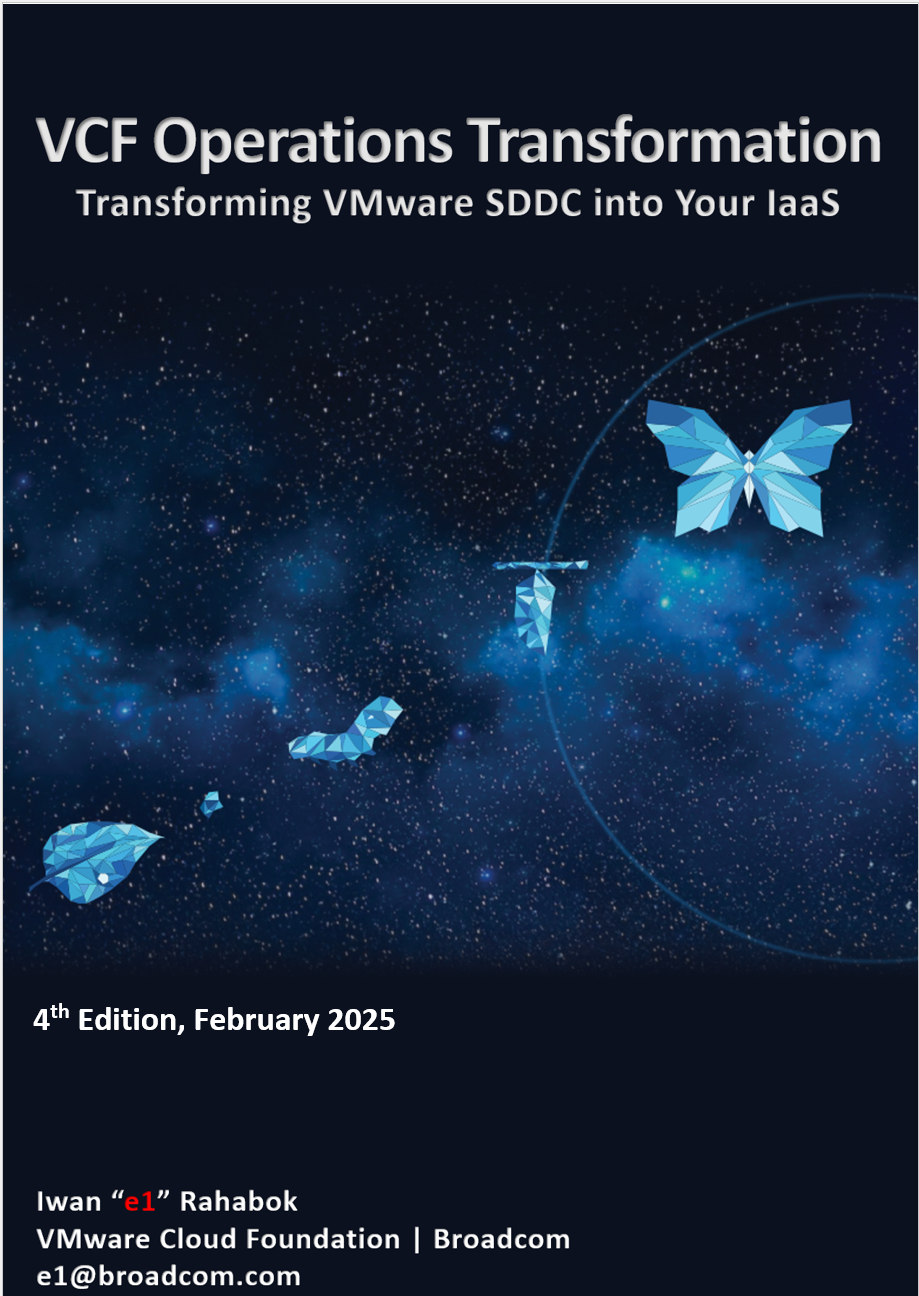 VCF Operations Transformation
Transforming VMware SDDC into Your IaaS
4th Edition, February 2025
Iwan “e1” Rahabok
VMware Cloud Foundation | Broadcom
e1@broadcom.com